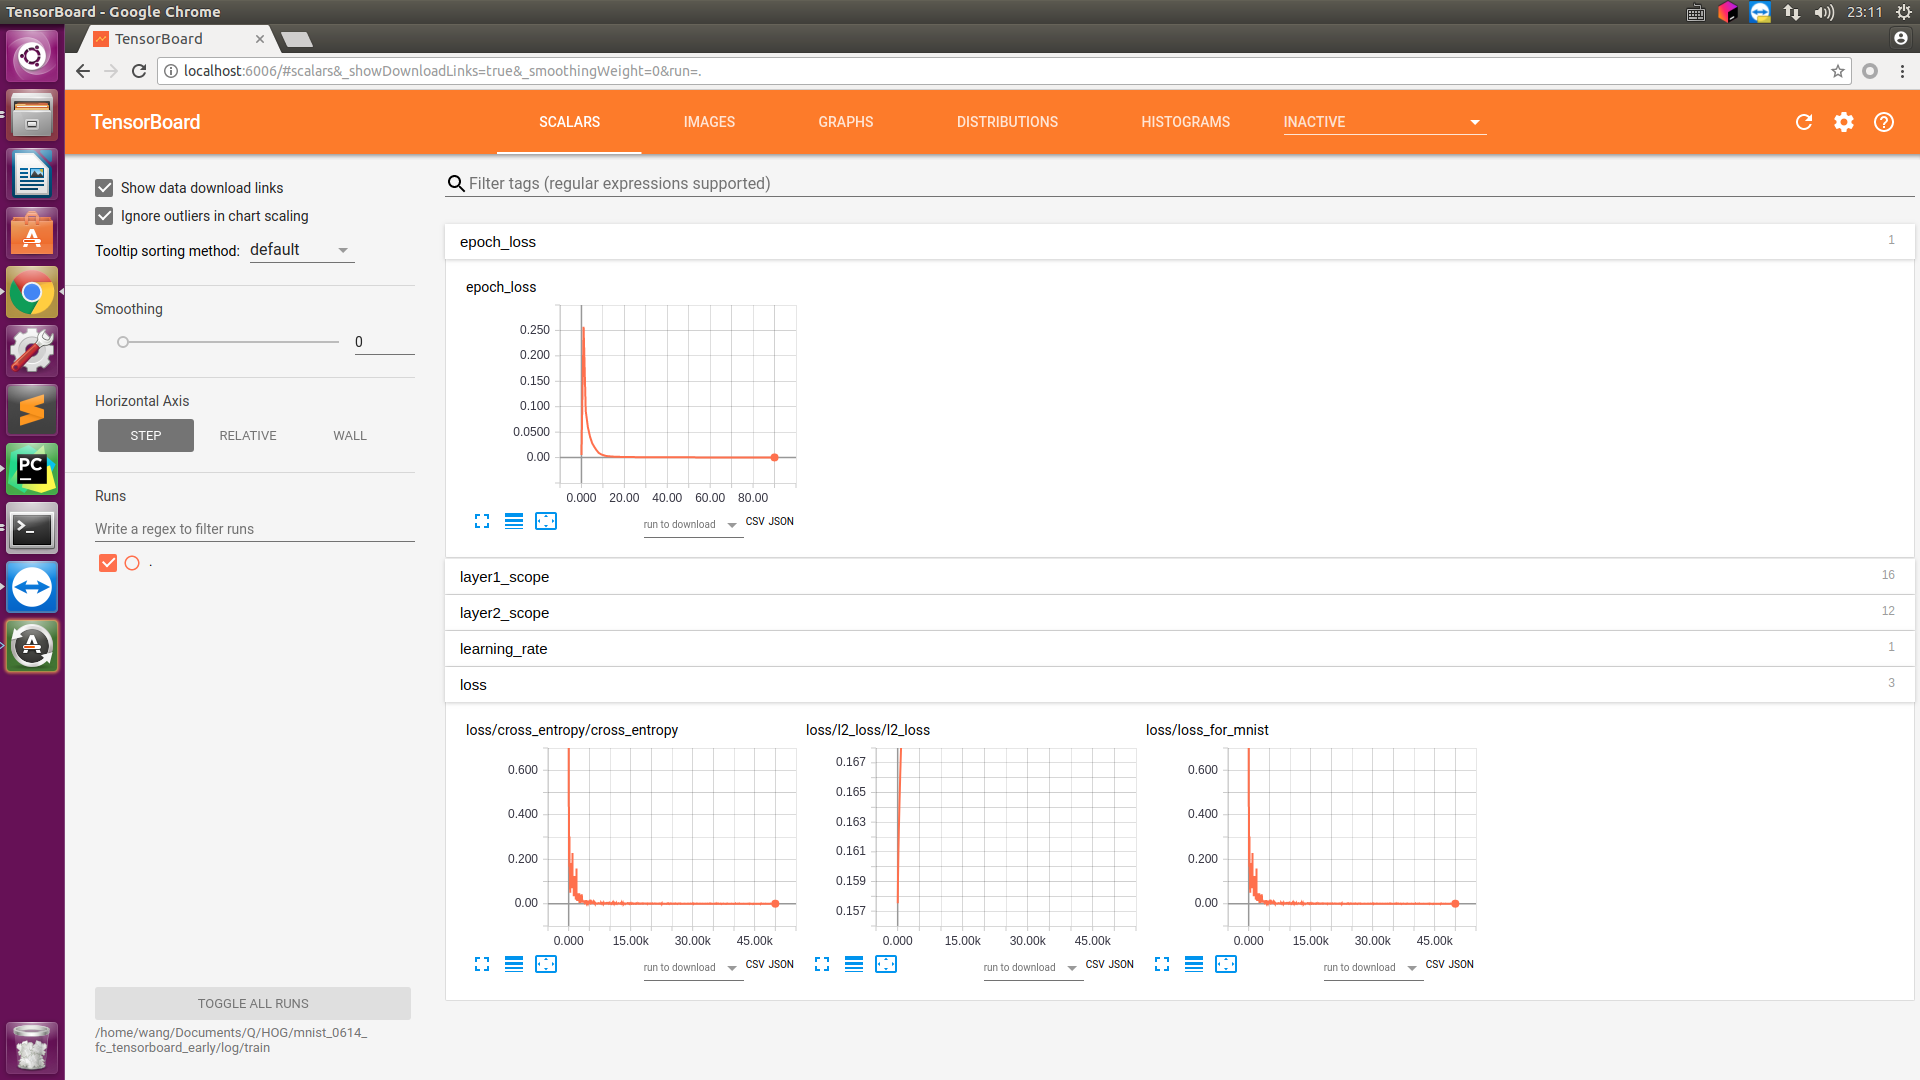 TensorBoard - Google Chrome
23:11
TensorBoard
localhost:6006/#scalars&_showDownloadLinks=true&_smoothingWeight=0&run=.
TensorBoard
SCALARS
IMAGES
GRAPHS
DISTRIBUTIONS
HISTOGRAMS
INACTIVE
Show data download links
Ignore outliers in chart scaling
Tooltip sorting method: default
Smoothing
0
Horizontal Axis
STEP
RELATIVE
WALL
Runs
Write a regex to filter runs
.
TOGGLE ALL RUNS
/home/wang/Documents/Q/HOG/mnist_0614_
fc_tensorboard_early/log/train
Filter tags (regular expressions supported)
epoch_loss
1
epoch_loss
0.250
0.200
0.150
0.100
0.0500
0.00
0.000 20.00 40.00 60.00 80.00
run to download CSV JSON
layer1_scope
16
layer2_scope
12
learning_rate
1
loss
3
loss/cross_entropy/cross_entropy
0.600
0.400
0.200
0.00
0.000 15.00k 30.00k 45.00k
run to download CSV JSON
loss/l2_loss/l2_loss
0.167
0.165
0.163
0.161
0.159
0.157
0.000 15.00k 30.00k 45.00k
run to download CSV JSON
loss/loss_for_mnist
0.600
0.400
0.200
0.00
0.000 15.00k 30.00k 45.00k
run to download CSV JSON
PC